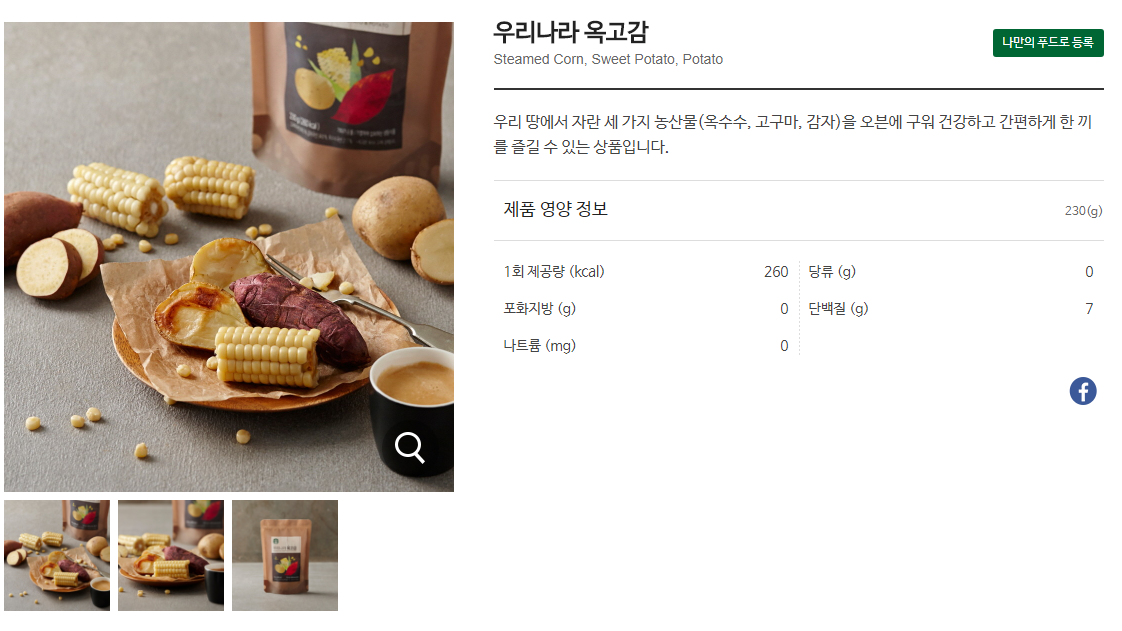 우리나라 옥고감
나만의 푸드로 등록
Steamed Corn, Sweet Potato, Potato
우리 땅에서 자란 세 가지 농산물(옥수수, 고구마, 감자)을 오븐에 구워 건강하고 간편하게 한 끼
를 즐길 수 있는 상품입니다.
제품 영양 정보
230(g)
1회 제공량 (kcal) 260
당류 (g) 0
포화지방 (g) 0
단백질 (g) 7
나트륨 (mg) 0